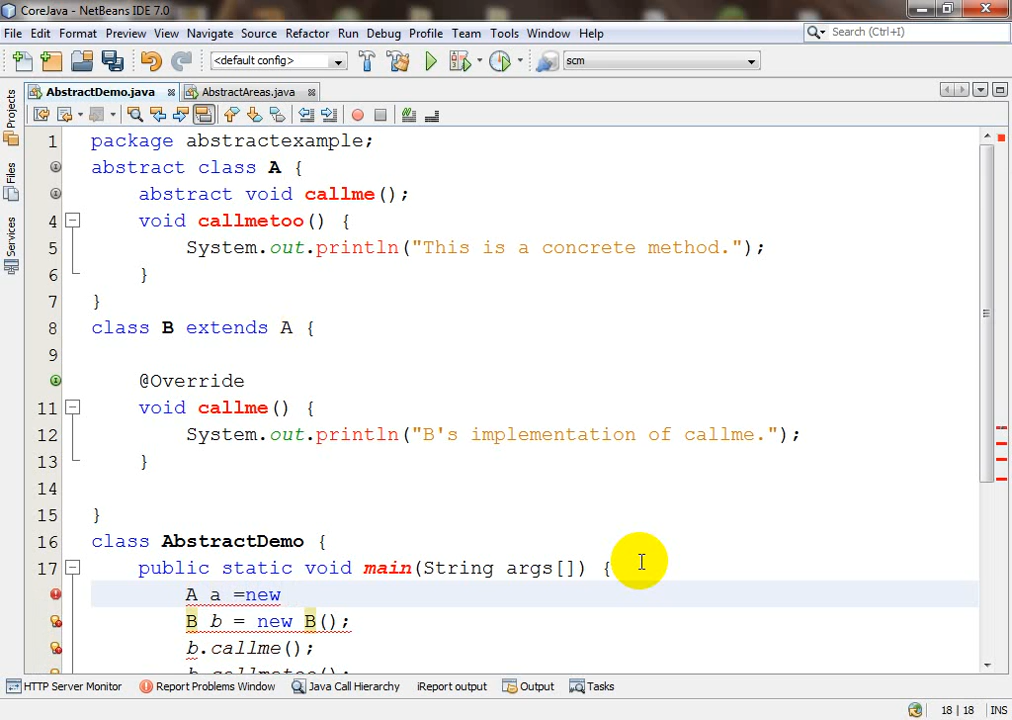 CoreJava - NetBeans IDE 7.0
File Edit Format Preview View Navigate Source Refactor Run Debug Profile Team Tools Window Help
Search (Ctrl+I)
<default config>
scm
AbstractDemo.java
AbstractAreas.java
Projects
Files
Services
1 package abstractexample;
abstract class A {
abstract void callme();
4 void callmetoo() {
5 System.out.println("This is a concrete method.");
6 }
7 }
8 class B extends A {
9
@Override
11 void callme() {
12 System.out.println("B's implementation of callme.");
13 }
14
15 }
16 class AbstractDemo {
17 public static void main(String args[]) {
A a =new
B b = new B();
b.callme();
b.callmetoo();
HTTP Server Monitor Report Problems Window Java Call Hierarchy iReport output Output Tasks
18 | 18 INS